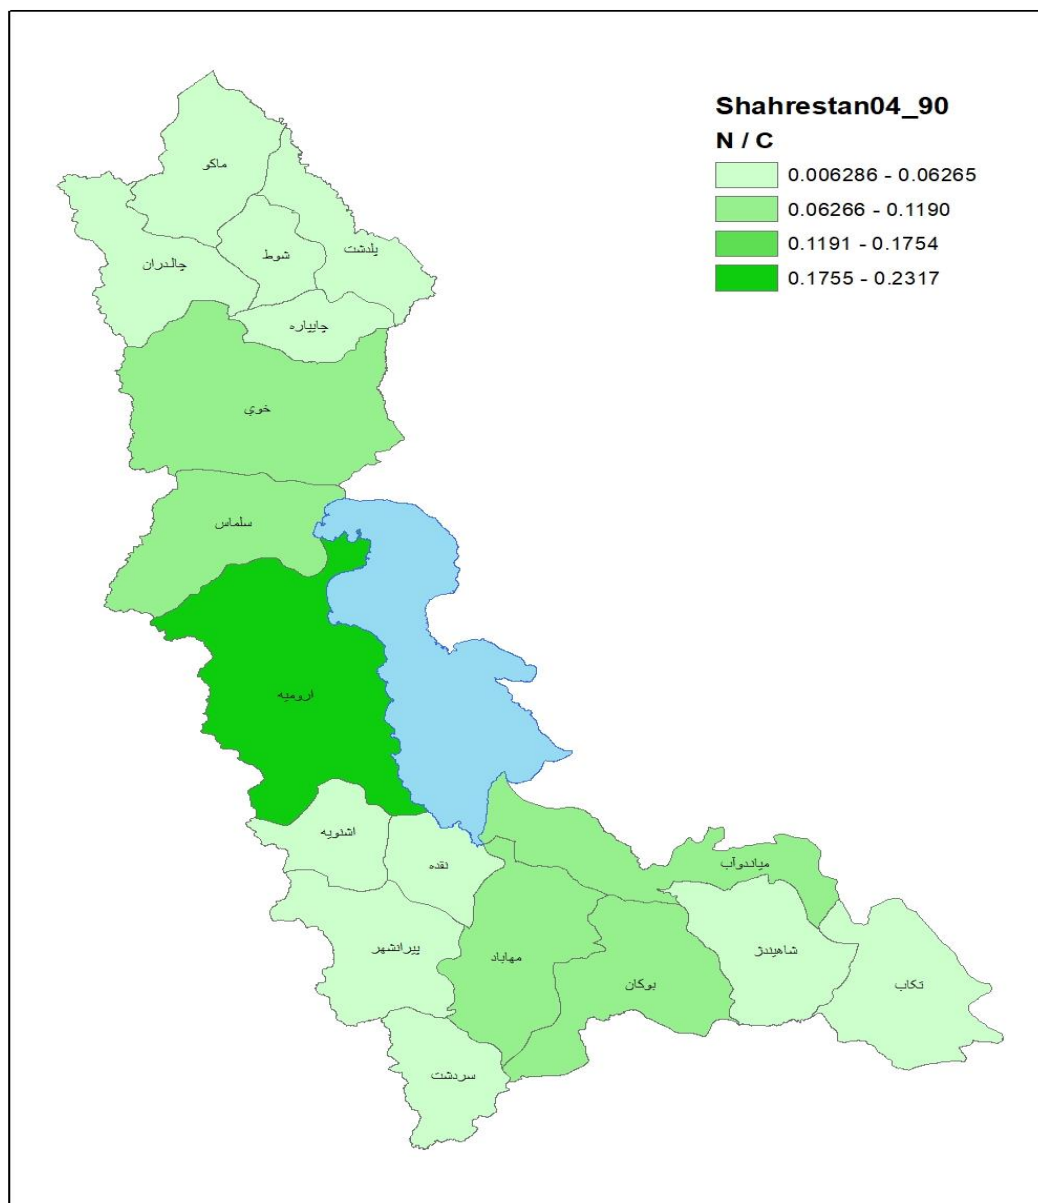 Shahrestan04_90
N / C
0.006286 - 0.06265
0.06266 - 0.1190
0.1191 - 0.1754
0.1755 - 0.2317
ماکو
پلدشت
شوط
چالدران
چایپاره
خوي
سلماس
ارومیه
اشنویه
نقده
میاندوآب
پیرانشهر
مهاباد
شاهیندژ
بوکان
تکاب
سردشت